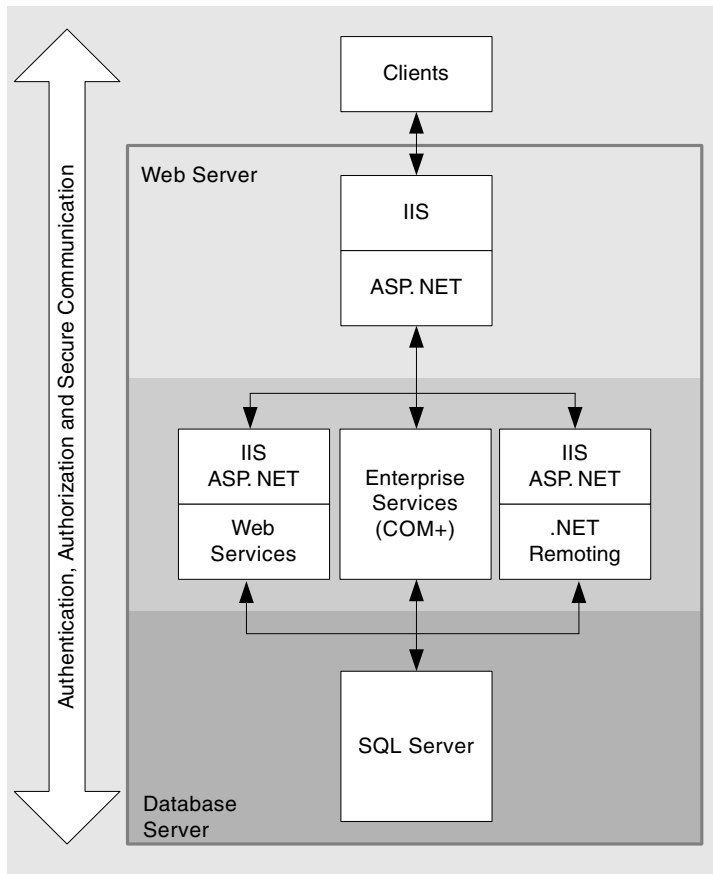 Authentication, Authorization and Secure Communication
Clients
Web Server
IIS
ASP.NET
IIS
ASP.NET
Web
Services
Enterprise
Services
(COM+)
IIS
ASP.NET
.NET
Remoting
SQL Server
Database
Server